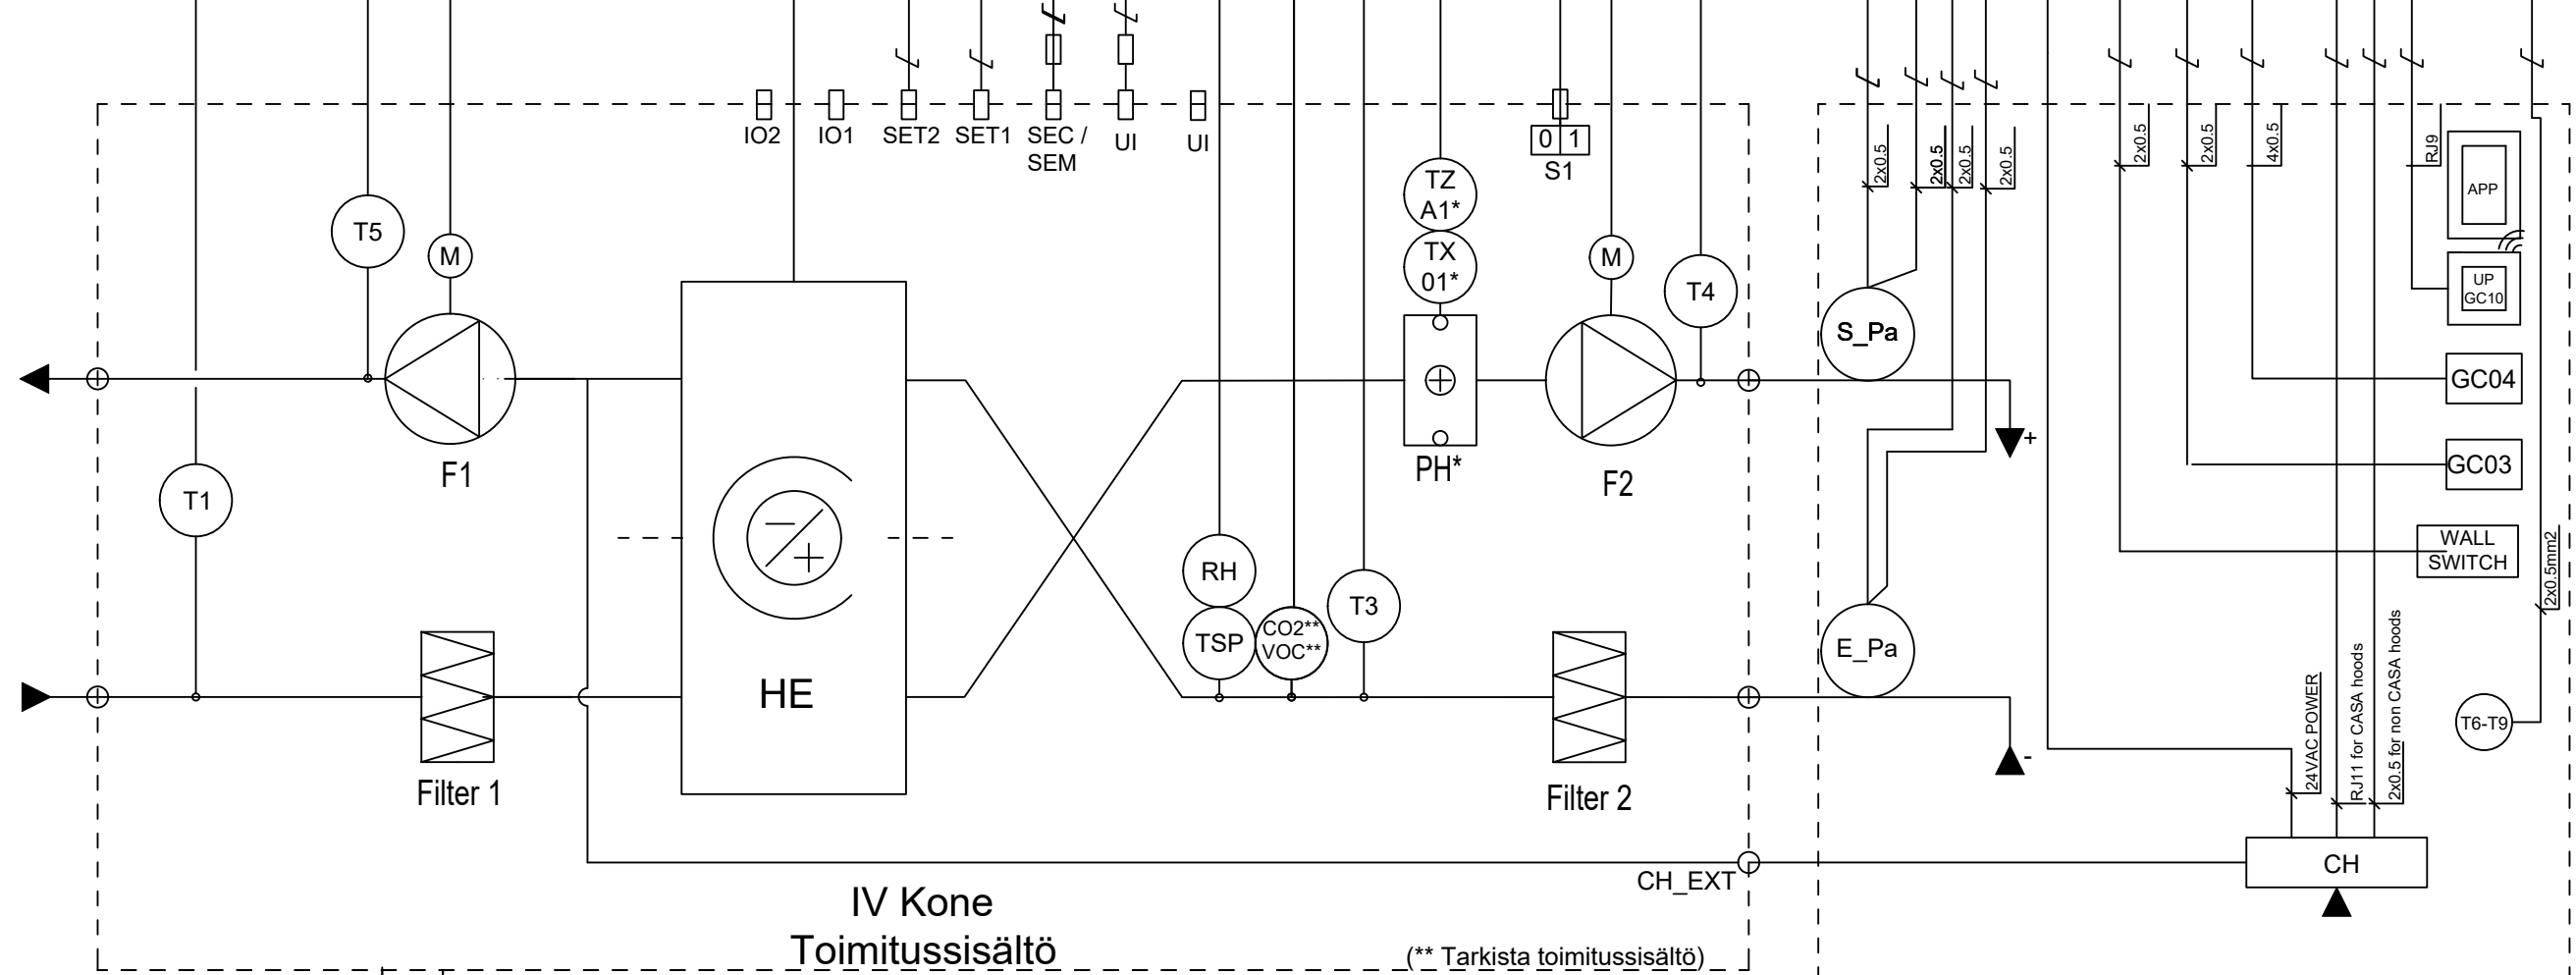 IO2
IO1
SET2
SET1
SEC /
SEM
UI
UI
0 1
S1
2x0.5
2x0.5
2x0.5
2x0.5
2x0.5
2x0.5
4x0.5
RJ9
APP
UP
GC10
T5
M
TZ
A1*
TX
01*
M
T4
S_Pa
GC04
F1
PH*
F2
+
GC03
T1
WALL
SWITCH
2x0.5mm2
RH
TSP
CO2**
VOC**
T3
E_Pa
HE
T6-T9
-
Filter 1
Filter 2
24VAC POWER
RJ11 for CASA hoods
2x0.5 for non CASA hoods
CH
CH_EXT
IV Kone
Toimitussisältö
(** Tarkista toimitussisältö)